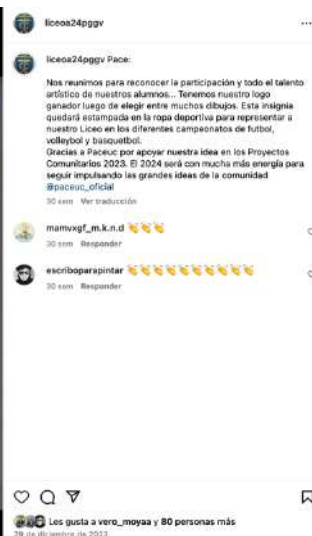 liceoa24pggv
liceoa24pggv Pace:
Nos reunimos para reconocer la participación y todo el talento
artístico de nuestros alumnos... Tenemos nuestro logo
ganador luego de elegir entre muchos dibujos. Esta insignia
quedará estampada en la ropa deportiva para representar a
nuestro Liceo en los diferentes campeonatos de futbol,
volleybol y basquetbol.
Gracias a Paceuc por apoyar nuestra idea en los Proyectos
Comunitarios 2023. El 2024 será con mucha más energía para
seguir impulsando las grandes ideas de la comunidad
@paceuc_oficial
30 sem Ver traducción
mamvxgf_m.k.n.d 👏👏👏
30 sem Responder
escriboparapintar 👏👏👏👏👏👏👏👏👏👏
30 sem Responder
Les gusta a vero_moyaa y 80 personas más
29 de diciembre de 2023